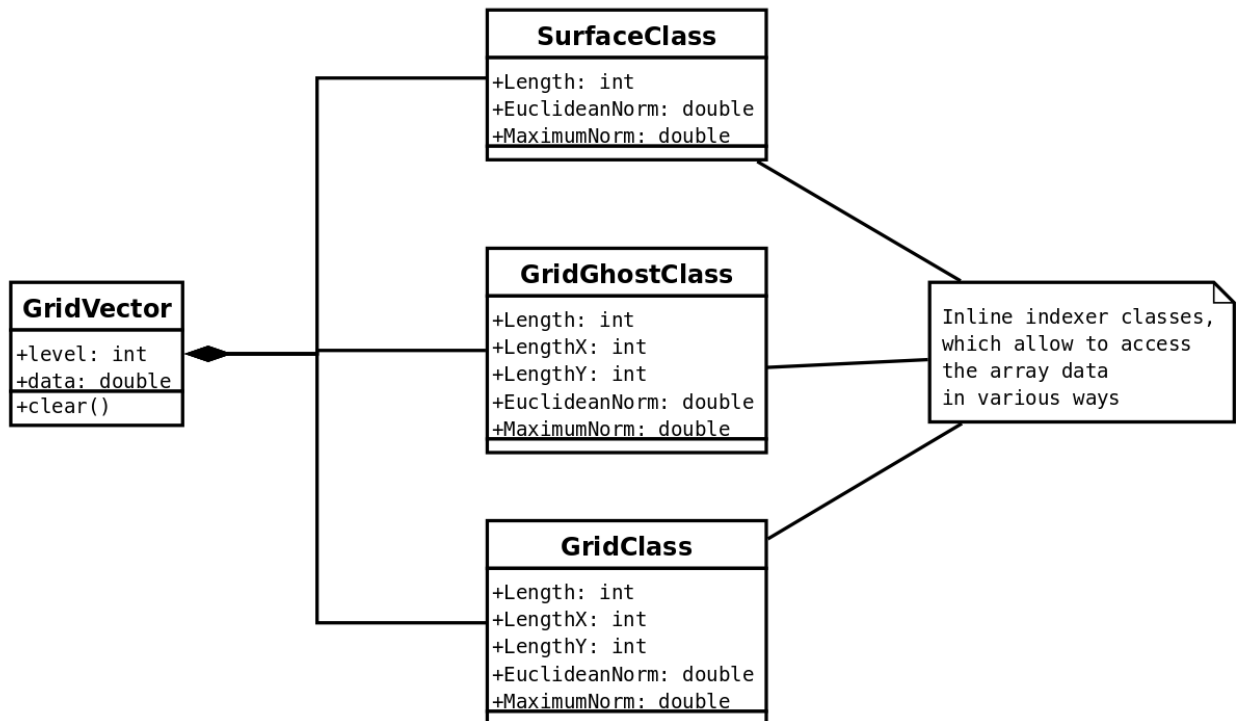 SurfaceClass
+Length: int
+EuclideanNorm: double
+MaximumNorm: double
GridVector
+level: int
+data: double
+clear()
GridGhostClass
+Length: int
+LengthX: int
+LengthY: int
+EuclideanNorm: double
+MaximumNorm: double
Inline indexer classes,
which allow to access
the array data
in various ways
GridClass
+Length: int
+LengthX: int
+LengthY: int
+EuclideanNorm: double
+MaximumNorm: double